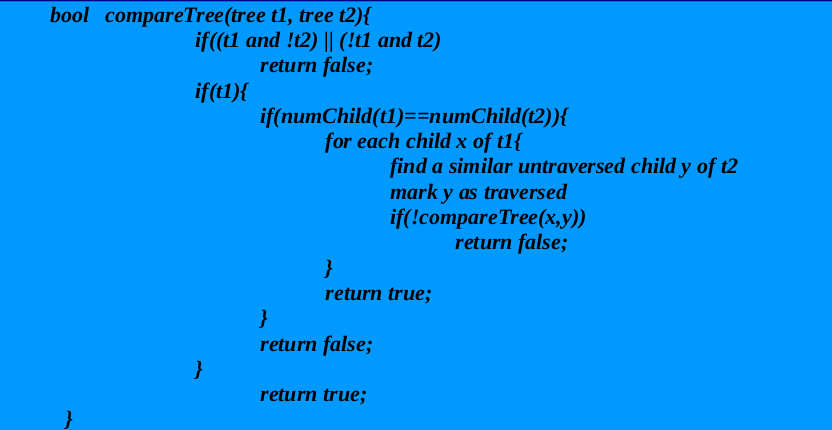 bool compareTree(tree t1, tree t2){
if((t1 and !t2) || (!t1 and t2)
return false;
if(t1){
if(numChild(t1)==numChild(t2)){
for each child x of t1{
find a similar untraversed child y of t2
mark y as traversed
if(!compareTree(x,y))
return false;
}
return true;
}
return false;
}
return true;
}